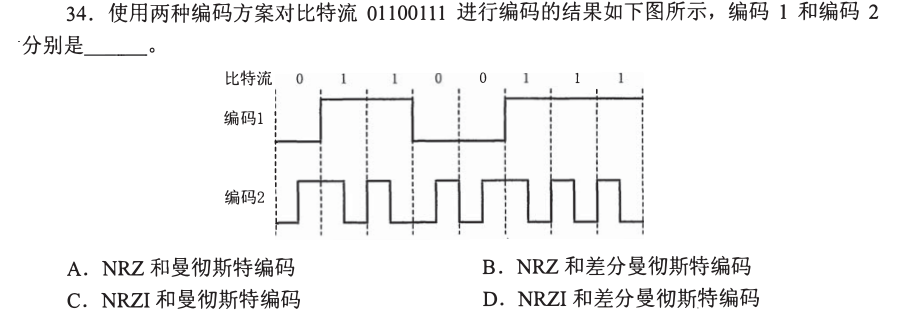 34．使用两种编码方案对比特流 01100111 进行编码的结果如下图所示，编码 1 和编码 2
分别是______。
比特流 0 1 1 0 0 1 1 1
编码1
编码2
A．NRZ 和曼彻斯特编码
B．NRZ 和差分曼彻斯特编码
C．NRZI 和曼彻斯特编码
D．NRZI 和差分曼彻斯特编码